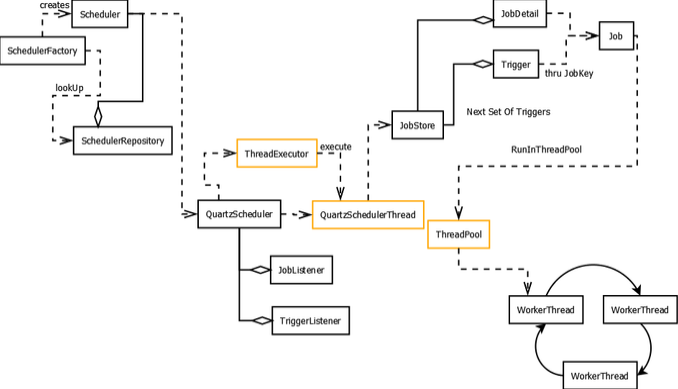 creates
Scheduler
JobDetail
Job
SchedulerFactory
Trigger
thru JobKey
lookUp
Next Set Of Triggers
JobStore
SchedulerRepository
ThreadExecutor
execute
RunInThreadPool
QuartzScheduler
QuartzSchedulerThread
ThreadPool
JobListener
WorkerThread
WorkerThread
TriggerListener
WorkerThread